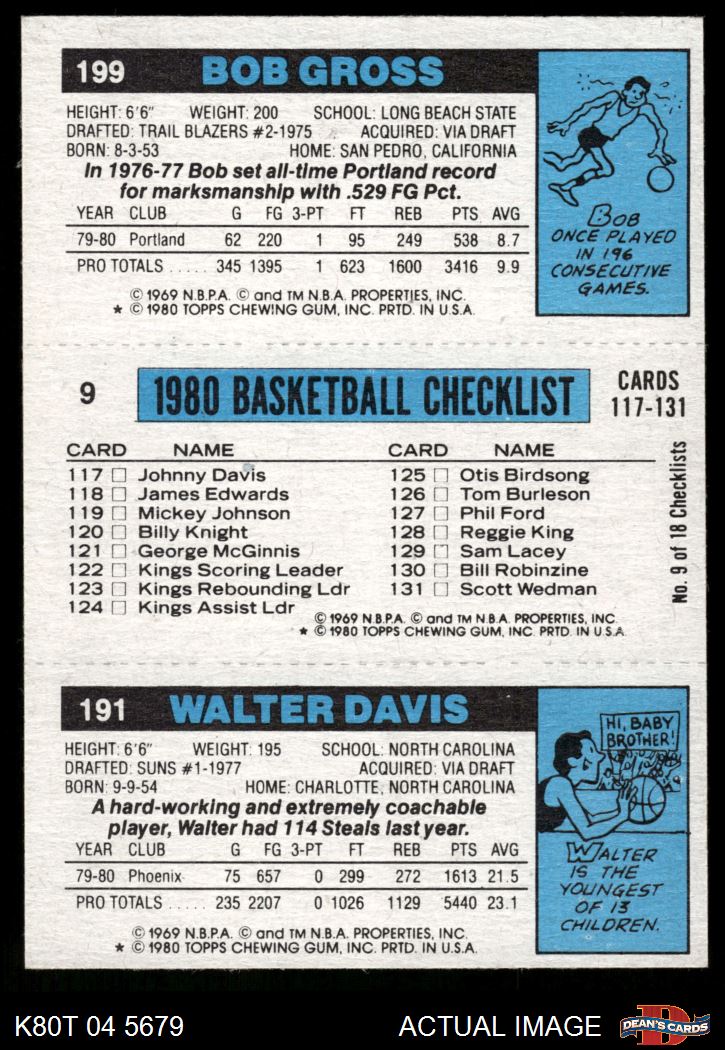 199 BOB GROSS
HEIGHT: 6'6" WEIGHT: 200 SCHOOL: LONG BEACH STATE
DRAFTED: TRAIL BLAZERS #2-1975 ACQUIRED: VIA DRAFT
BORN: 8-3-53 HOME: SAN PEDRO, CALIFORNIA
In 1976-77 Bob set all-time Portland record
for marksmanship with .529 FG Pct.
YEAR CLUB G FG 3-PT FT REB PTS AVG
79-80 Portland 62 220 1 95 249 538 8.7
PRO TOTALS ..... 345 1395 1 623 1600 3416 9.9
© 1969 N.B.P.A. © and TM N.B.A. PROPERTIES, INC.
★ © 1980 TOPPS CHEWING GUM, INC. PRTD. IN U.S.A.
BOB
ONCE PLAYED
IN 196
CONSECUTIVE
GAMES.
9 1980 BASKETBALL CHECKLIST CARDS
117-131
CARD NAME
117 □ Johnny Davis
118 □ James Edwards
119 □ Mickey Johnson
120 □ Billy Knight
121 □ George McGinnis
122 □ Kings Scoring Leader
123 □ Kings Rebounding Ldr
124 □ Kings Assist Ldr
CARD NAME
125 □ Otis Birdsong
126 □ Tom Burleson
127 □ Phil Ford
128 □ Reggie King
129 □ Sam Lacey
130 □ Bill Robinzine
131 □ Scott Wedman
No. 9 of 18 Checklists
© 1969 N.B.P.A. © and TM N.B.A. PROPERTIES, INC.
★ © 1980 TOPPS CHEWING GUM, INC. PRTD. IN U.S.A.
191 WALTER DAVIS
HEIGHT: 6'6" WEIGHT: 195 SCHOOL: NORTH CAROLINA
DRAFTED: SUNS #1-1977 ACQUIRED: VIA DRAFT
BORN: 9-9-54 HOME: CHARLOTTE, NORTH CAROLINA
A hard-working and extremely coachable
player, Walter had 114 Steals last year.
YEAR CLUB G FG 3-PT FT REB PTS AVG
79-80 Phoenix 75 657 0 299 272 1613 21.5
PRO TOTALS ..... 235 2207 0 1026 1129 5440 23.1
© 1969 N.B.P.A. © and TM N.B.A. PROPERTIES, INC.
★ © 1980 TOPPS CHEWING GUM, INC. PRTD. IN U.S.A.
HI, BABY
BROTHER!
WALTER
IS THE
YOUNGEST
OF 13
CHILDREN.
K80T 04 5679 ACTUAL IMAGE DEAN'S CARDS